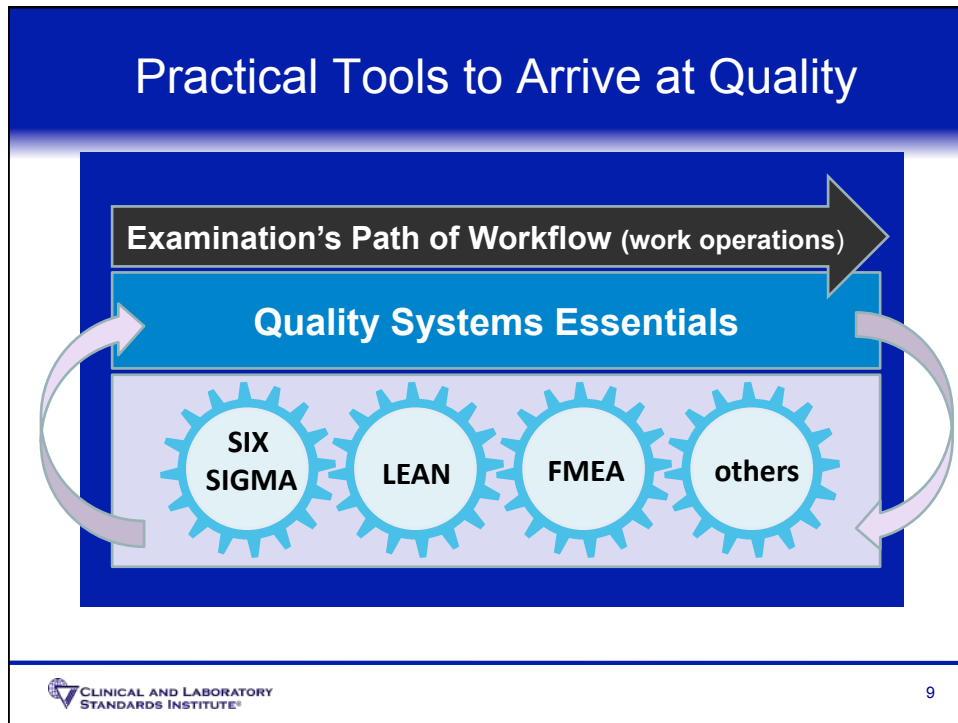 Practical Tools to Arrive at Quality
Examination’s Path of Workflow (work operations)
Quality Systems Essentials
SIX
SIGMA
LEAN
FMEA
others
CLINICAL AND LABORATORY
STANDARDS INSTITUTE®
9